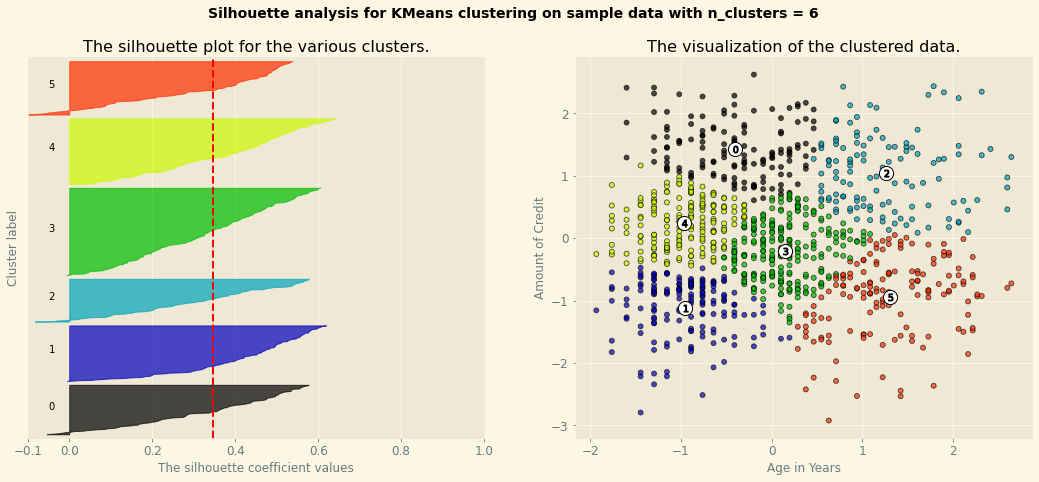 Silhouette analysis for KMeans clustering on sample data with n_clusters = 6
The silhouette plot for the various clusters.
Cluster label
5
4
3
2
1
0
−0.1 0.0 0.2 0.4 0.6 0.8 1.0
The silhouette coefficient values
The visualization of the clustered data.
Amount of Credit
2
1
0
−1
−2
−3
0
2
4
3
5
1
−2 −1 0 1 2
Age in Years